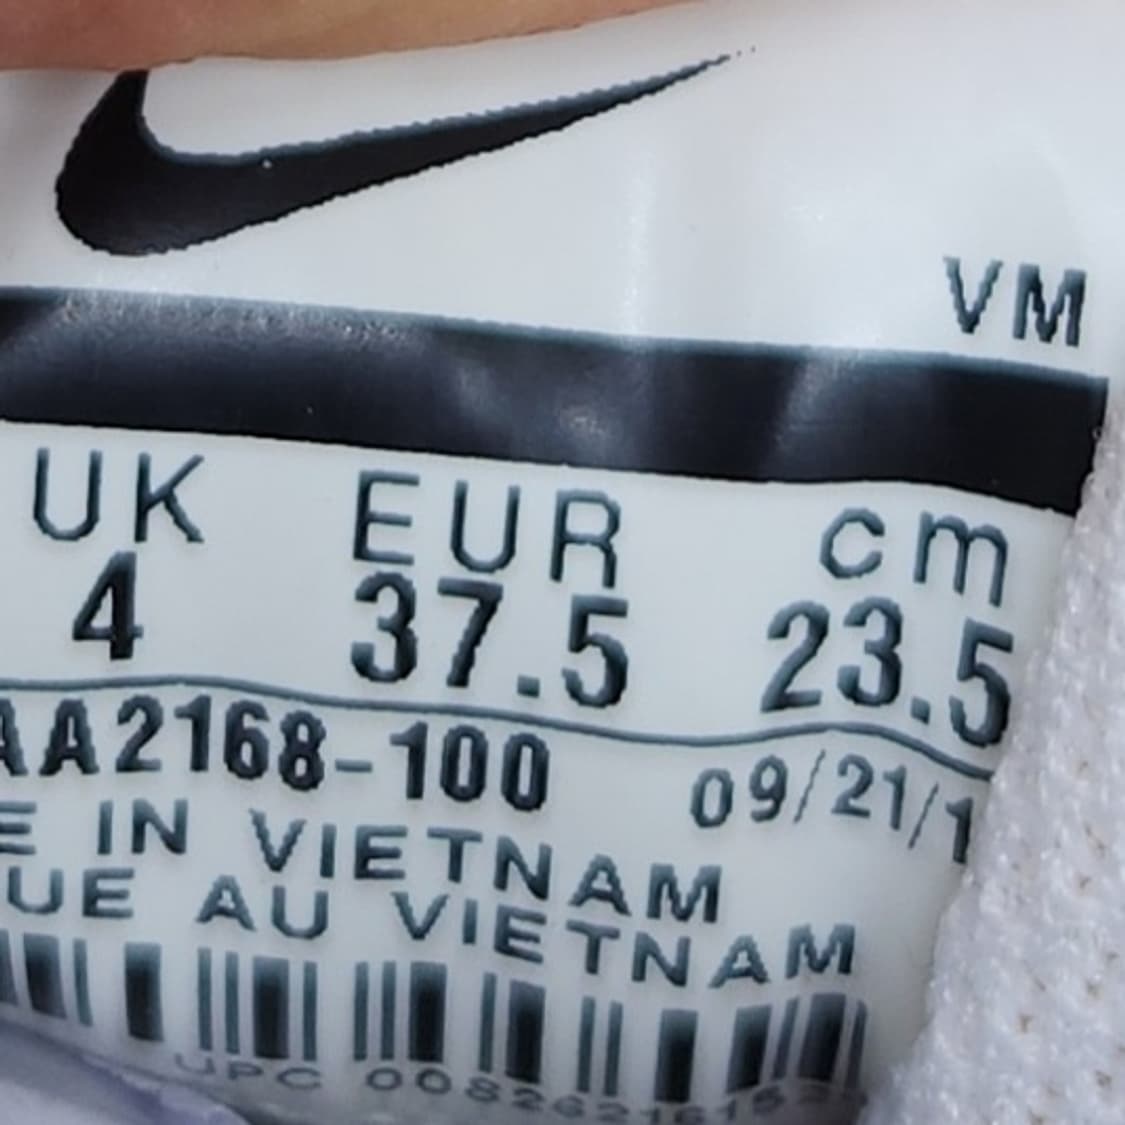 VM
UK EUR cm
4 37.5 23.5
AA2168-100 09/21/1
E IN VIETNAM
UE AU VIETNAM
UPC